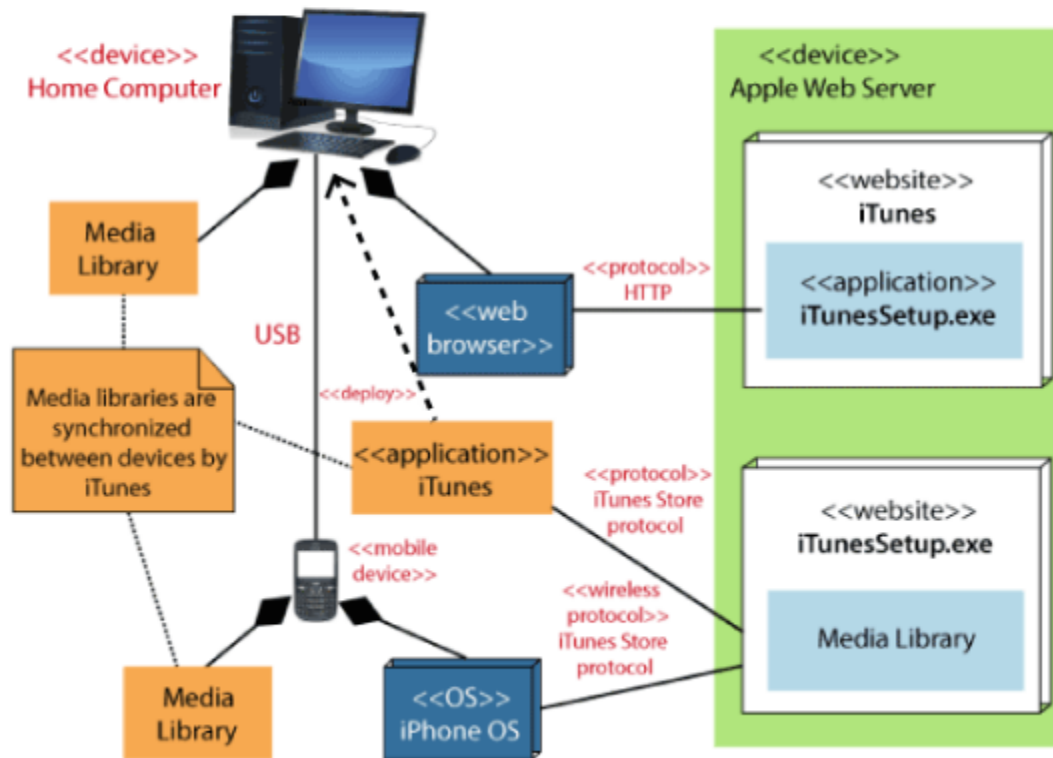 <<device>>
Home Computer
<<device>>
Apple Web Server
<<website>>
iTunes
<<application>>
iTunesSetup.exe
Media
Library
<<protocol>>
HTTP
<<web
browser>>
USB
<<deploy>>
Media libraries are
synchronized
between devices by
iTunes
<<application>>
iTunes
<<protocol>>
iTunes Store
protocol
<<website>>
iTunesSetup.exe
Media Library
<<mobile
device>>
<<wireless
protocol>>
iTunes Store
protocol
Media
Library
<<OS>>
iPhone OS